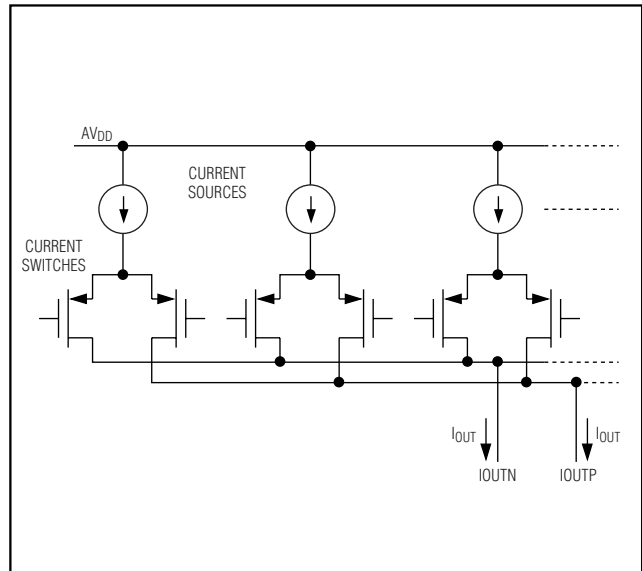 AVDD
CURRENT
SOURCES
CURRENT
SWITCHES
IOUT
IOUT
IOUTN
IOUTP